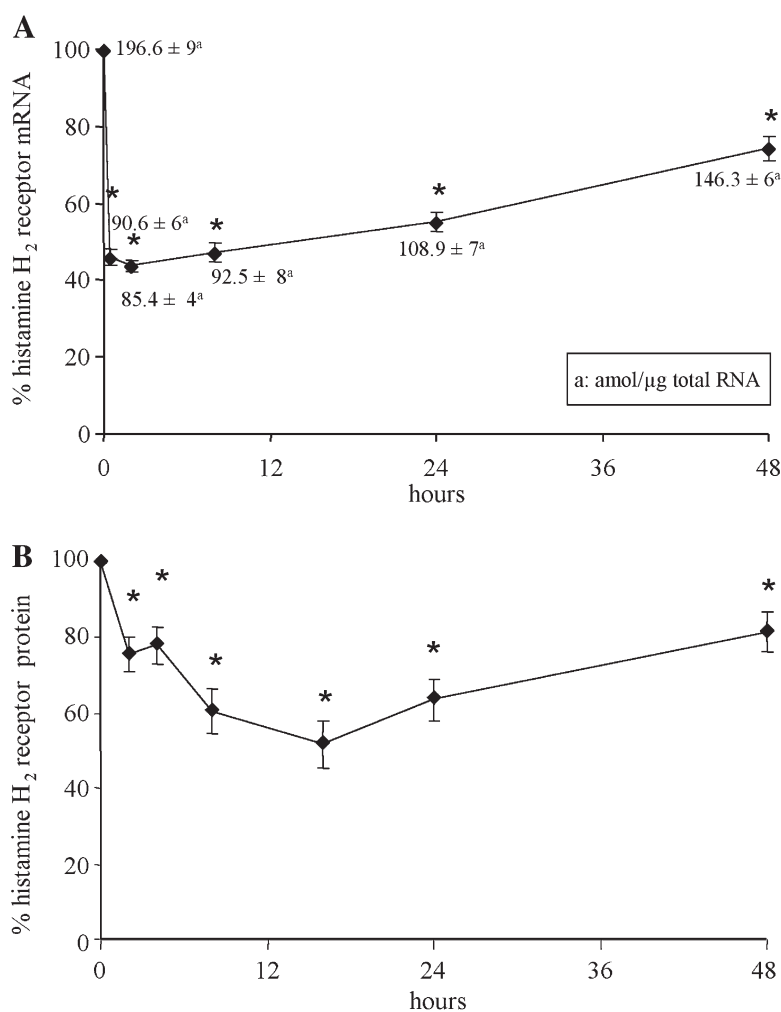 A
% histamine H2 receptor mRNA
100
80
60
40
20
0
196.6 ± 9ª
*
90.6 ± 6ª
*
85.4 ± 4ª
*
92.5 ± 8ª
*
108.9 ± 7ª
*
146.3 ± 6ª
a: amol/µg total RNA
0 12 24 36 48
hours
B
% histamine H2 receptor protein
100
80
60
40
20
0
* * * * * *
0 12 24 36 48
hours